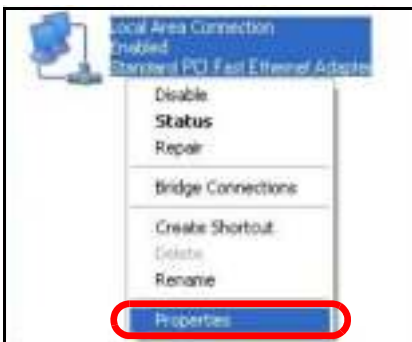 Local Area Connection
Enabled
Standard PCI Fast Ethernet Adapter
Disable
Status
Repair
Bridge Connections
Create Shortcut
Delete
Rename
Properties